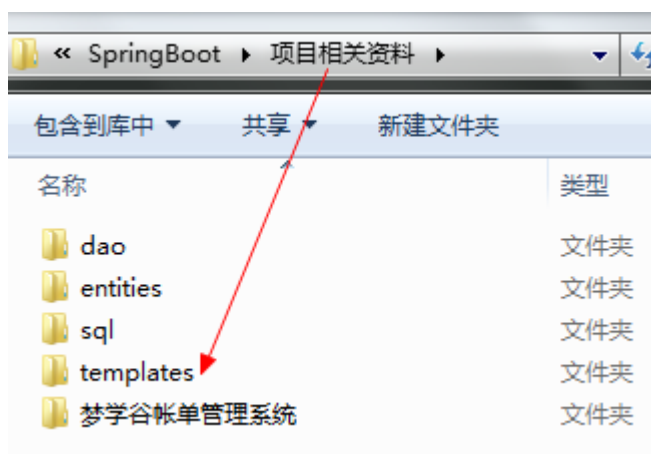 « SpringBoot ▸ 项目相关资料 ▸
包含到库中 ▼ 共享 ▼ 新建文件夹
名称 类型
dao 文件夹
entities 文件夹
sql 文件夹
templates 文件夹
梦学谷帐单管理系统 文件夹